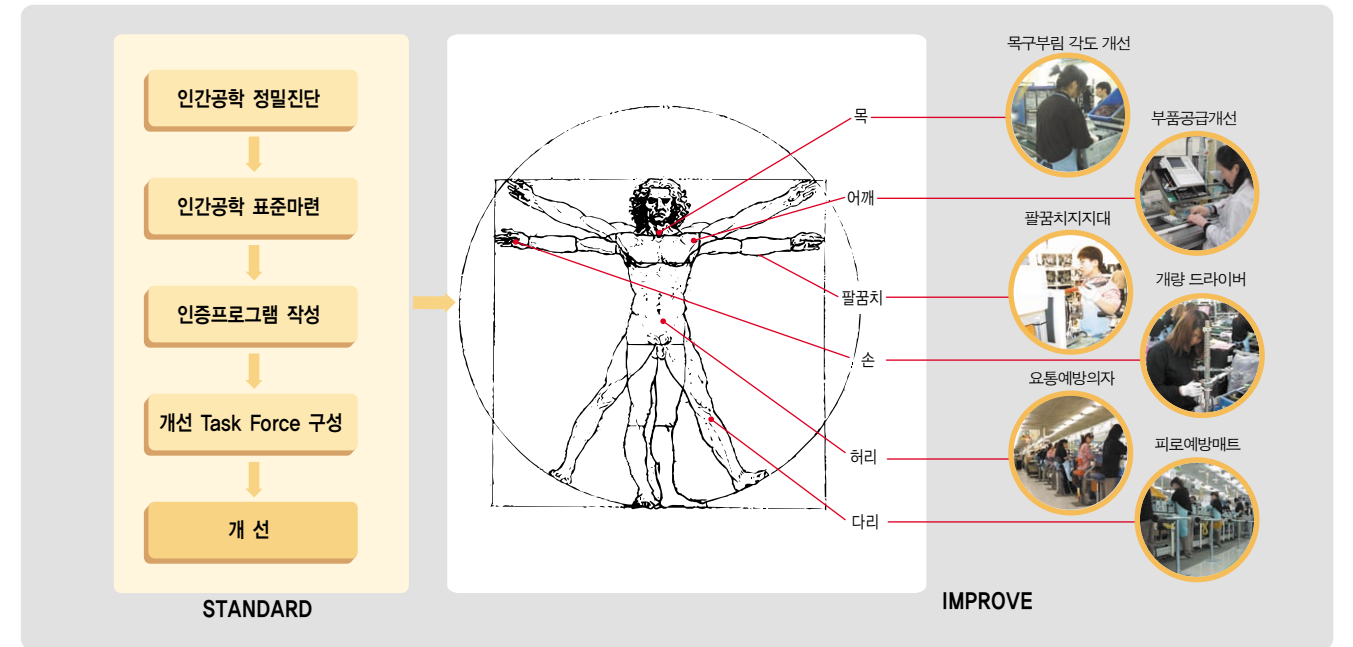 인간공학 정밀진단
인간공학 표준마련
인증프로그램 작성
개선 Task Force 구성
개 선
STANDARD
목
어깨
팔꿈치
손
허리
다리
목구부림 각도 개선
부품공급개선
팔꿈치지지대
개량 드라이버
요통예방의자
피로예방매트
IMPROVE